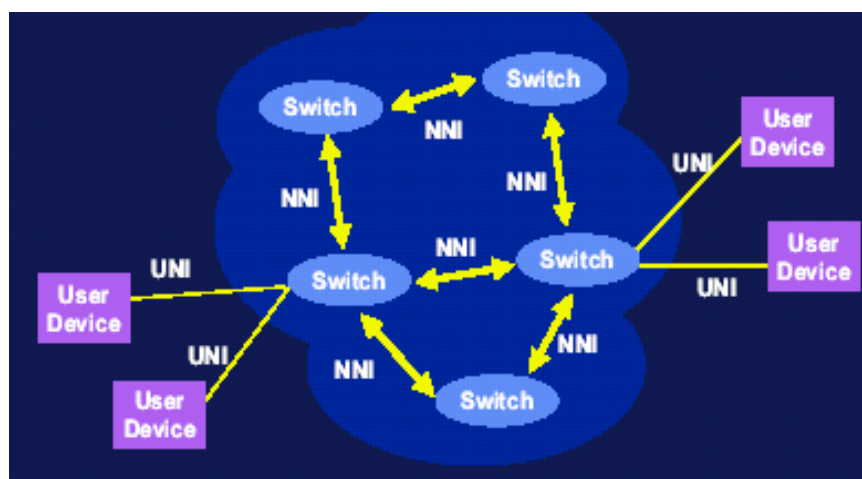 Switch
Switch
NNI
User
Device
UNI
NNI
NNI
User
Device
NNI
Switch
UNI
Switch
UNI
User
Device
UNI
NNI
NNI
User
Device
Switch